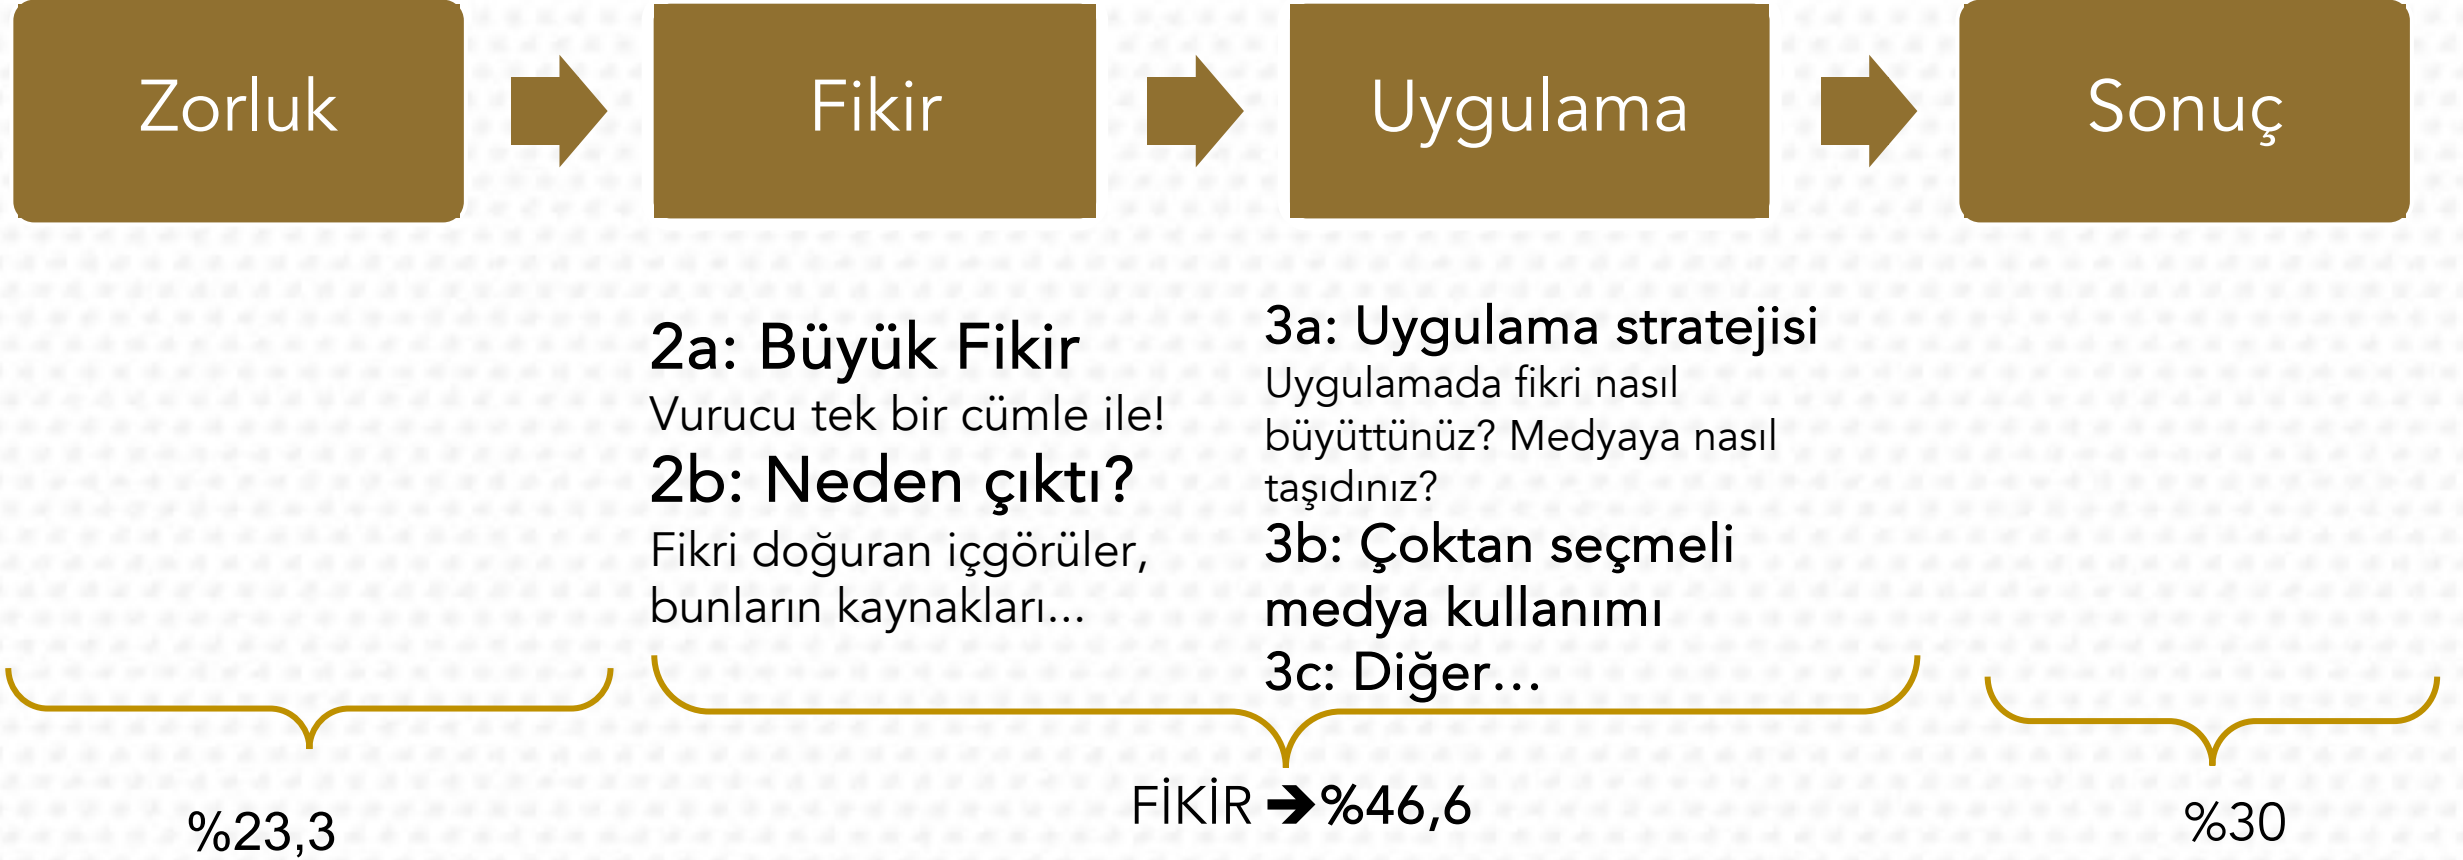 Zorluk
Fikir
Uygulama
Sonuç
2a: Büyük Fikir
Vurucu tek bir cümle ile!
2b: Neden çıktı?
Fikri doğuran içgörüler,
bunların kaynakları...
3a: Uygulama stratejisi
Uygulamada fikri nasıl
büyüttünüz? Medyaya nasıl
taşıdınız?
3b: Çoktan seçmeli
medya kullanımı
3c: Diğer...
%23,3
FİKİR ➔%46,6
%30